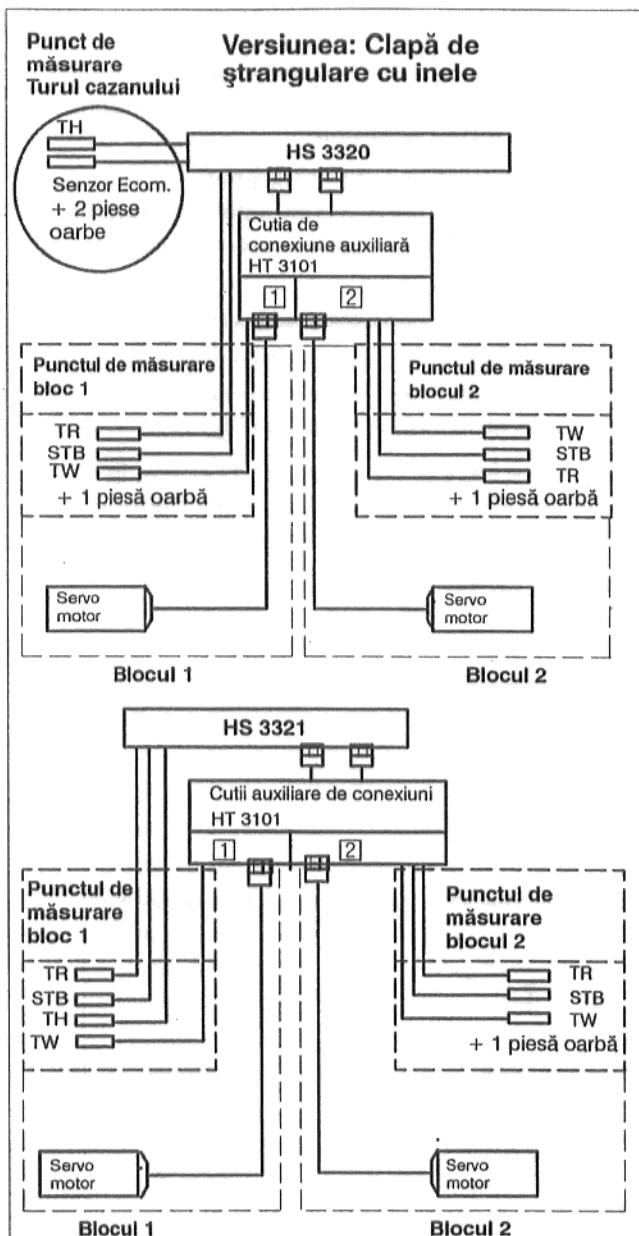 Punct de
măsurare
Turul cazanului
Versiunea: Clapă de
ştrangulare cu inele
TH
Senzor Ecom.
+ 2 piese
oarbe
HS 3320
Cutia de
conexiune auxiliară
HT 3101
1
2
Punctul de măsurare
bloc 1
TR
STB
TW
+ 1 piesă oarbă
Punctul de măsurare
blocul 2
TW
STB
TR
+ 1 piesă oarbă
Servo
motor
Servo
motor
Blocul 1
Blocul 2
HS 3321
Cutii auxiliare de conexiuni
HT 3101
1
2
Punctul de
măsurare
bloc 1
TR
STB
TH
TW
Punctul de
măsurare
blocul 2
TR
STB
TW
+ 1 piesă oarbă
Servo
motor
Servo
motor
Blocul 1
Blocul 2